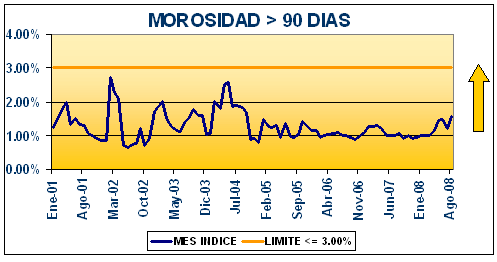 MOROSIDAD > 90 DIAS
4.00%
3.00%
2.00%
1.00%
0.00%
Ene-01
Ago-01
Mar-02
Oct-02
May-03
Dic-03
Jul-04
Feb-05
Sep-05
Abr-06
Nov-06
Jun-07
Ene-08
Ago-08
MES INDICE
LIMITE <= 3.00%